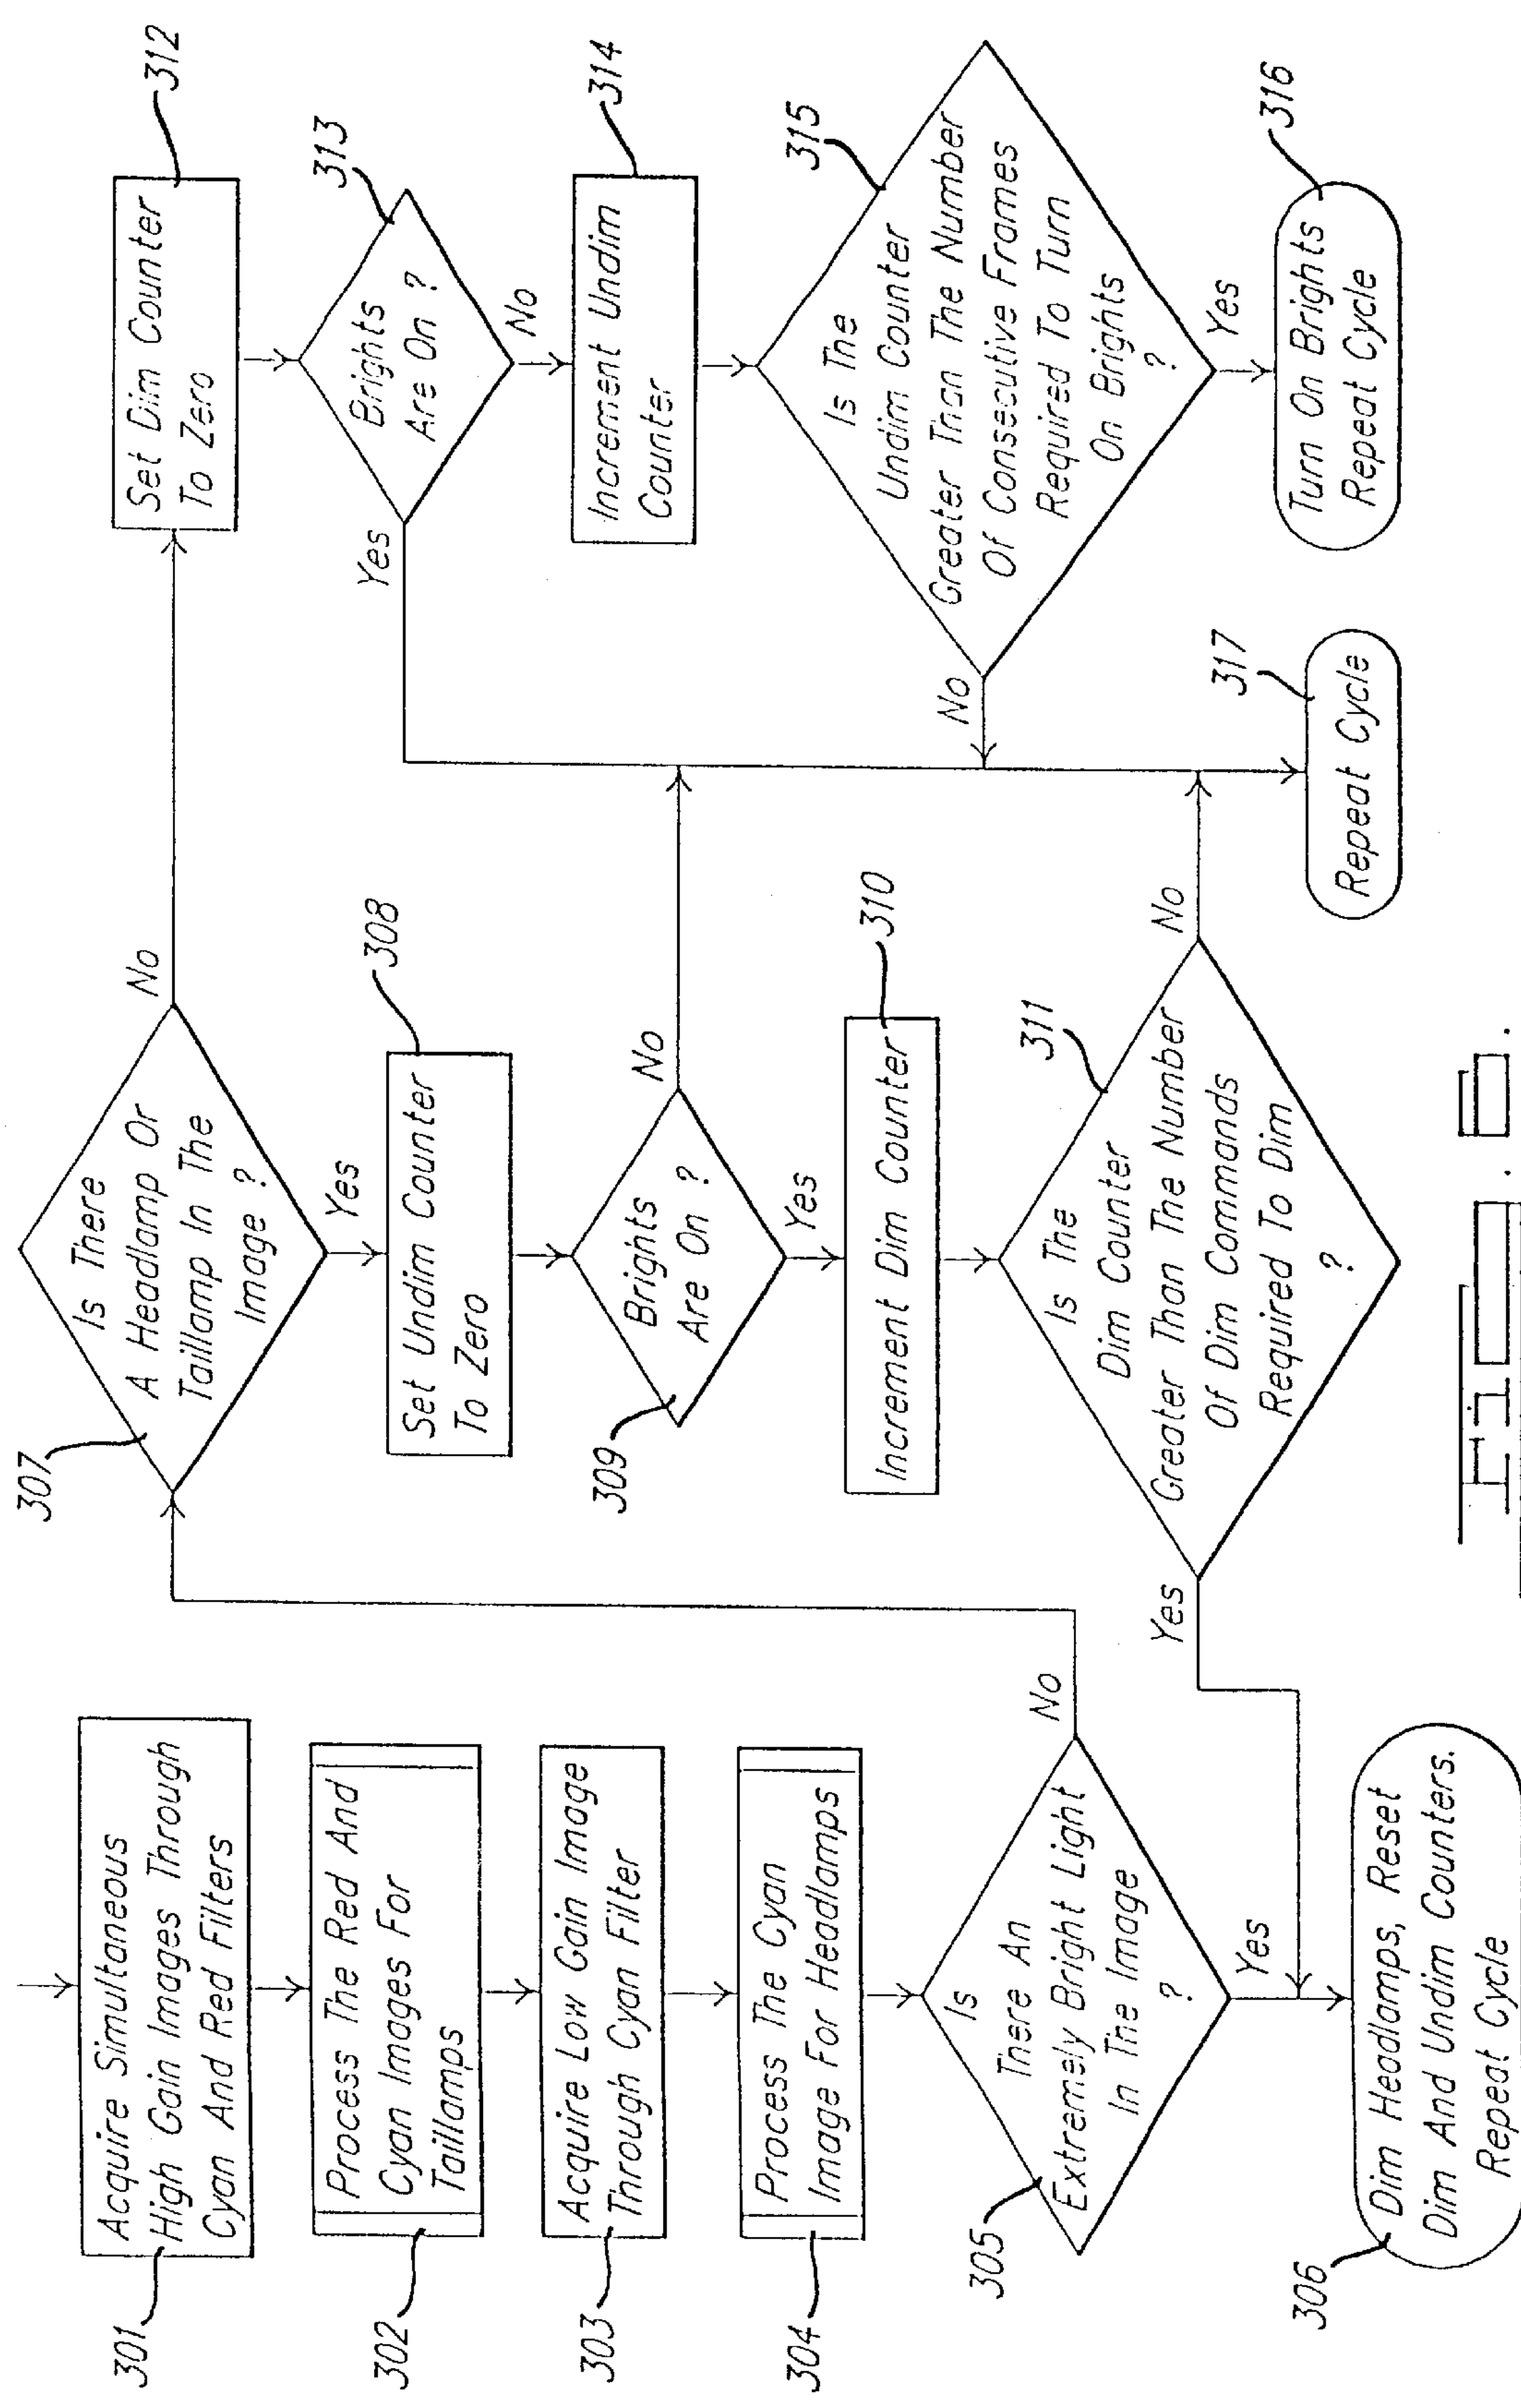 301
Acquire Simultaneous
High Gain Images Through
Cyan And Red Filters
302
Process The Red And
Cyan Images For
Taillamps
303
Acquire Low Gain Image
Through Cyan Filter
304
Process The Cyan
Image For Headlamps
305
Is
There An
Extremely Bright Light
In The Image
?
No
Yes
306
Dim Headlamps, Reset
Dim And Undim Counters.
Repeat Cycle
307
Is There
A Headlamp Or
Taillamp In The
Image ?
No
Yes
308
Set Undim Counter
To Zero
309
Brights
Are On ?
No
Yes
310
Increment Dim Counter
311
Is The
Dim Counter
Greater Than The Number
Of Dim Commands
Required To Dim
?
Yes
No
312
Set Dim Counter
To Zero
313
Brights
Are On ?
Yes
No
314
Increment Undim
Counter
315
Is The
Undim Counter
Greater Than The Number
Of Consecutive Frames
Required To Turn
On Brights
?
No
Yes
316
Turn On Brights
Repeat Cycle
317
Repeat Cycle